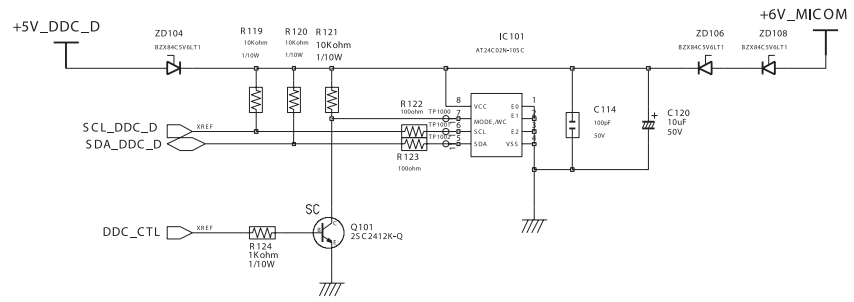 +5V_DDC_D
ZD104
BZX84C5V6LT1
R119
10Kohm
1/10W
R120
10Kohm
1/10W
R121
10Kohm
1/10W
IC101
AT24C02N-10SC
ZD106
BZX84C5V6LT1
ZD108
BZX84C5V6LT1
+6V_MICOM
SCL_DDC_D
XREF
SDA_DDC_D
R122
100ohm
R123
100ohm
TP1000
TP1001
TP1002
8
7
6
5
VCC
MODE,/WC
SCL
SDA
E0
E1
E2
VSS
1
2
3
4
C114
100pF
50V
+
C120
10uF
50V
DDC_CTL
XREF
R124
1Kohm
1/10W
SC
B
C
E
Q101
2SC2412K-Q